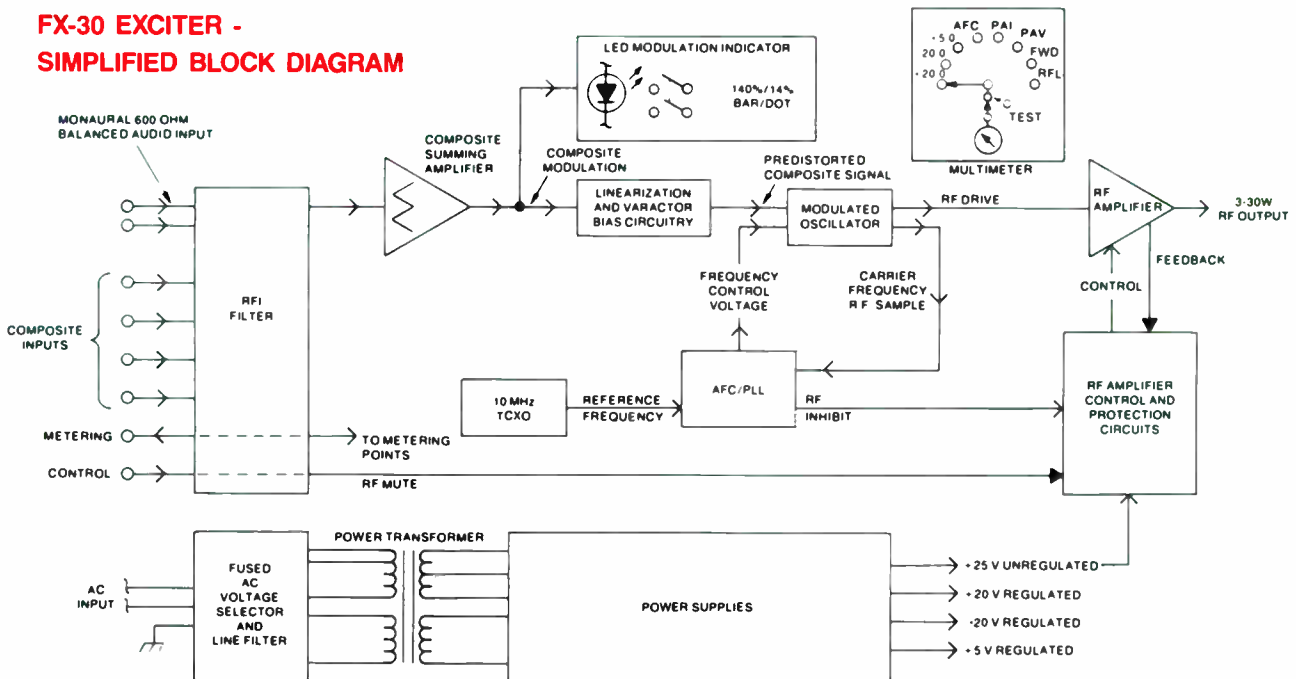 FX-30 EXCITER -
SIMPLIFIED BLOCK DIAGRAM
MONAURAL 600 OHM
BALANCED AUDIO INPUT
COMPOSITE
INPUTS
METERING
CONTROL
RFI
FILTER
TO METERING
POINTS
RF MUTE
COMPOSITE
SUMMING
AMPLIFIER
COMPOSITE
MODULATION
LED MODULATION INDICATOR
140%/14%
BAR/DOT
LINEARIZATION
AND VARACTOR
BIAS CIRCUITRY
PREDISTORTED
COMPOSITE SIGNAL
MODULATED
OSCILLATOR
RF DRIVE
FREQUENCY
CONTROL
VOLTAGE
CARRIER
FREQUENCY
RF SAMPLE
10 MHz
TCXO
REFERENCE
FREQUENCY
AFC/PLL
RF
INHIBIT
+50
AFC
PAI
PAV
FWD
RFL
200
+200
TEST
MULTIMETER
RF
AMPLIFIER
3-30W
RF OUTPUT
CONTROL
FEEDBACK
RF AMPLIFIER
CONTROL AND
PROTECTION
CIRCUITS
AC
INPUT
FUSED
AC
VOLTAGE
SELECTOR
AND
LINE FILTER
POWER TRANSFORMER
POWER SUPPLIES
+25 V UNREGULATED
+20 V REGULATED
-20 V REGULATED
+5 V REGULATED